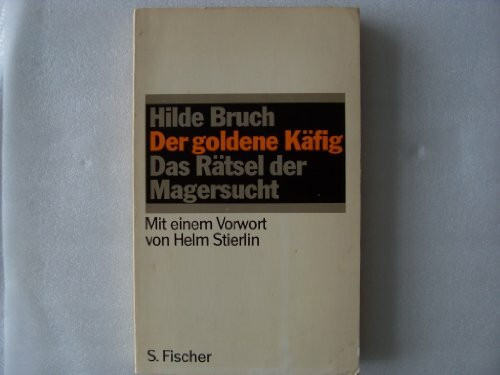 Hilde Bruch
Der goldene Käfig
Das Rätsel der
Magersucht
Mit einem Vorwort
von Helm Stierlin
S. Fischer